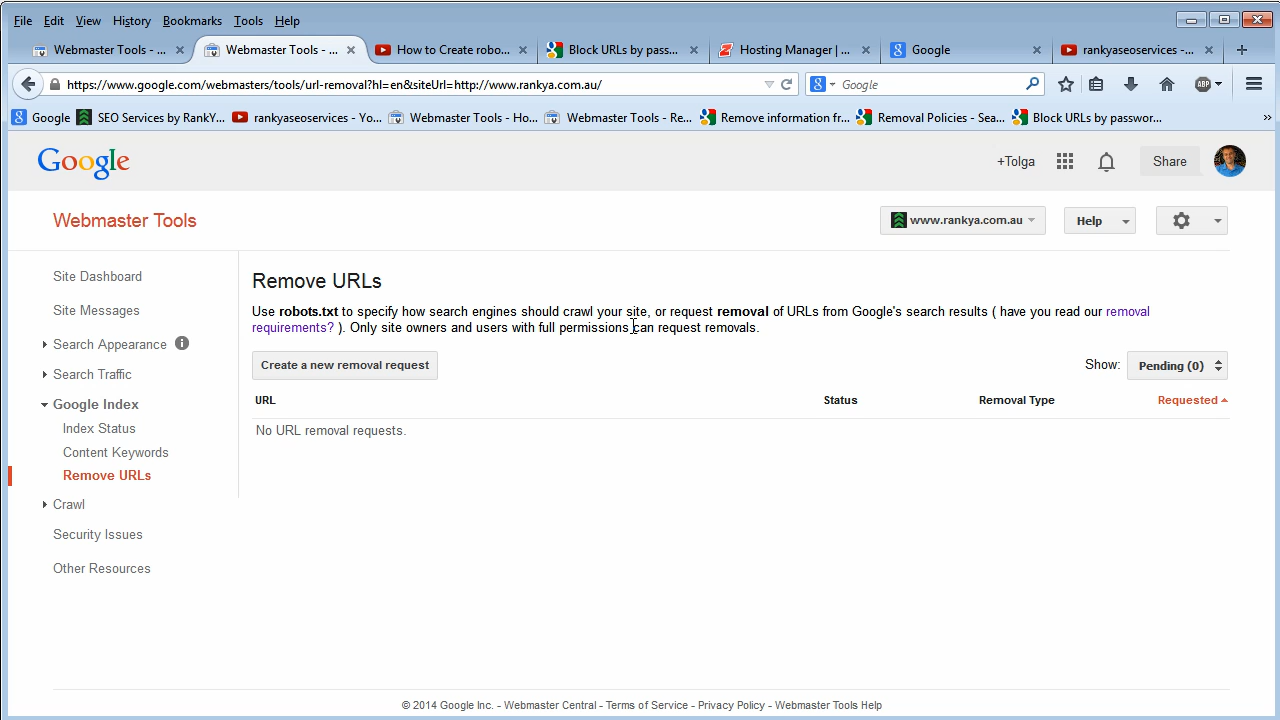 File Edit View History Bookmarks Tools Help
Webmaster Tools - ... × Webmaster Tools - ... × How to Create robo... × Block URLs by pass... × Hosting Manager | ... × Google × rankyaseoservices -... × +
https://www.google.com/webmasters/tools/url-removal?hl=en&siteUrl=http://www.rankya.com.au/ 8 Google ABP
8 Google SEO Services by RankY... rankyaseoservices - Yo... Webmaster Tools - Ho... Webmaster Tools - Re... Remove information fr... Removal Policies - Sea... Block URLs by passwor... »
Google +Tolga Share
Webmaster Tools www.rankya.com.au Help
Site Dashboard
Site Messages
Search Appearance i
Search Traffic
Google Index
Index Status
Content Keywords
Remove URLs
Crawl
Security Issues
Other Resources
Remove URLs
Use robots.txt to specify how search engines should crawl your site, or request removal of URLs from Google's search results ( have you read our removal
requirements? ). Only site owners and users with full permissions can request removals.
Create a new removal request Show: Pending (0)
URL Status Removal Type Requested
No URL removal requests.
© 2014 Google Inc. - Webmaster Central - Terms of Service - Privacy Policy - Webmaster Tools Help